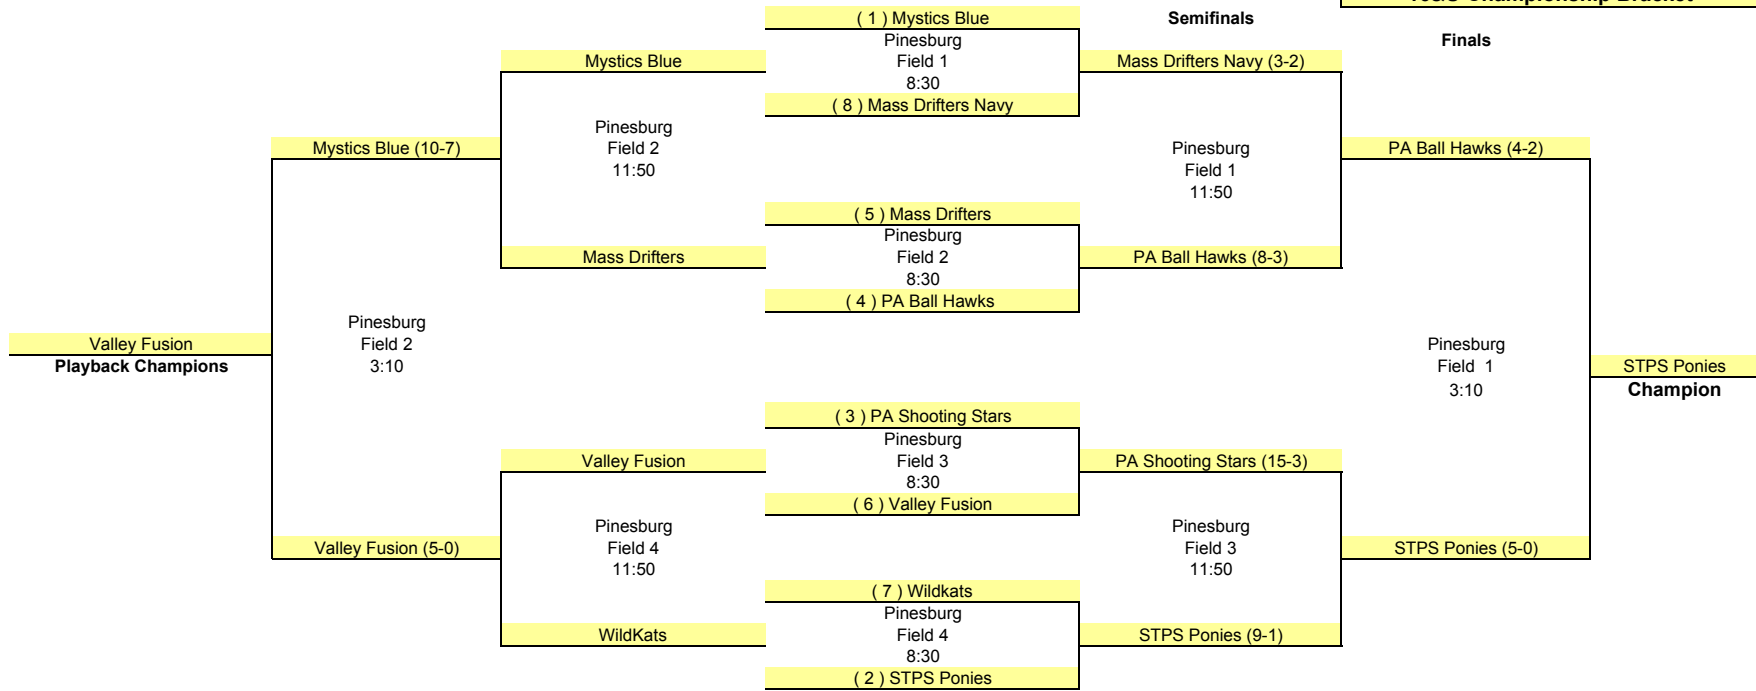 ( 1 ) Mystics Blue
Semifinals
Championship Bracket
Pinesburg
Finals
Mystics Blue
Field 1
Mass Drifters Navy (3-2)
8:30
( 8 ) Mass Drifters Navy
Pinesburg
Mystics Blue (10-7)
Field 2
Pinesburg
PA Ball Hawks (4-2)
11:50
Field 1
11:50
( 5 ) Mass Drifters
Pinesburg
Mass Drifters
Field 2
PA Ball Hawks (8-3)
8:30
( 4 ) PA Ball Hawks
Pinesburg
Valley Fusion
Field 2
Pinesburg
Playback Champions
3:10
Field 1
STPS Ponies
3:10
Champion
( 3 ) PA Shooting Stars
Pinesburg
Valley Fusion
Field 3
PA Shooting Stars (15-3)
8:30
( 6 ) Valley Fusion
Pinesburg
Pinesburg
Valley Fusion (5-0)
Field 4
Field 3
STPS Ponies (5-0)
11:50
11:50
( 7 ) Wildkats
Pinesburg
WildKats
Field 4
STPS Ponies (9-1)
8:30
( 2 ) STPS Ponies